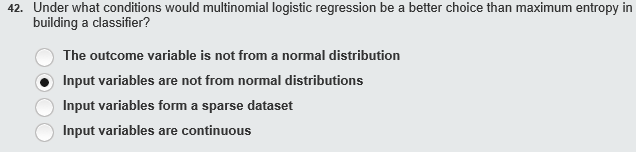 42. Under what conditions would multinomial logistic regression be a better choice than maximum entropy in
building a classifier?
The outcome variable is not from a normal distribution
Input variables are not from normal distributions
Input variables form a sparse dataset
Input variables are continuous